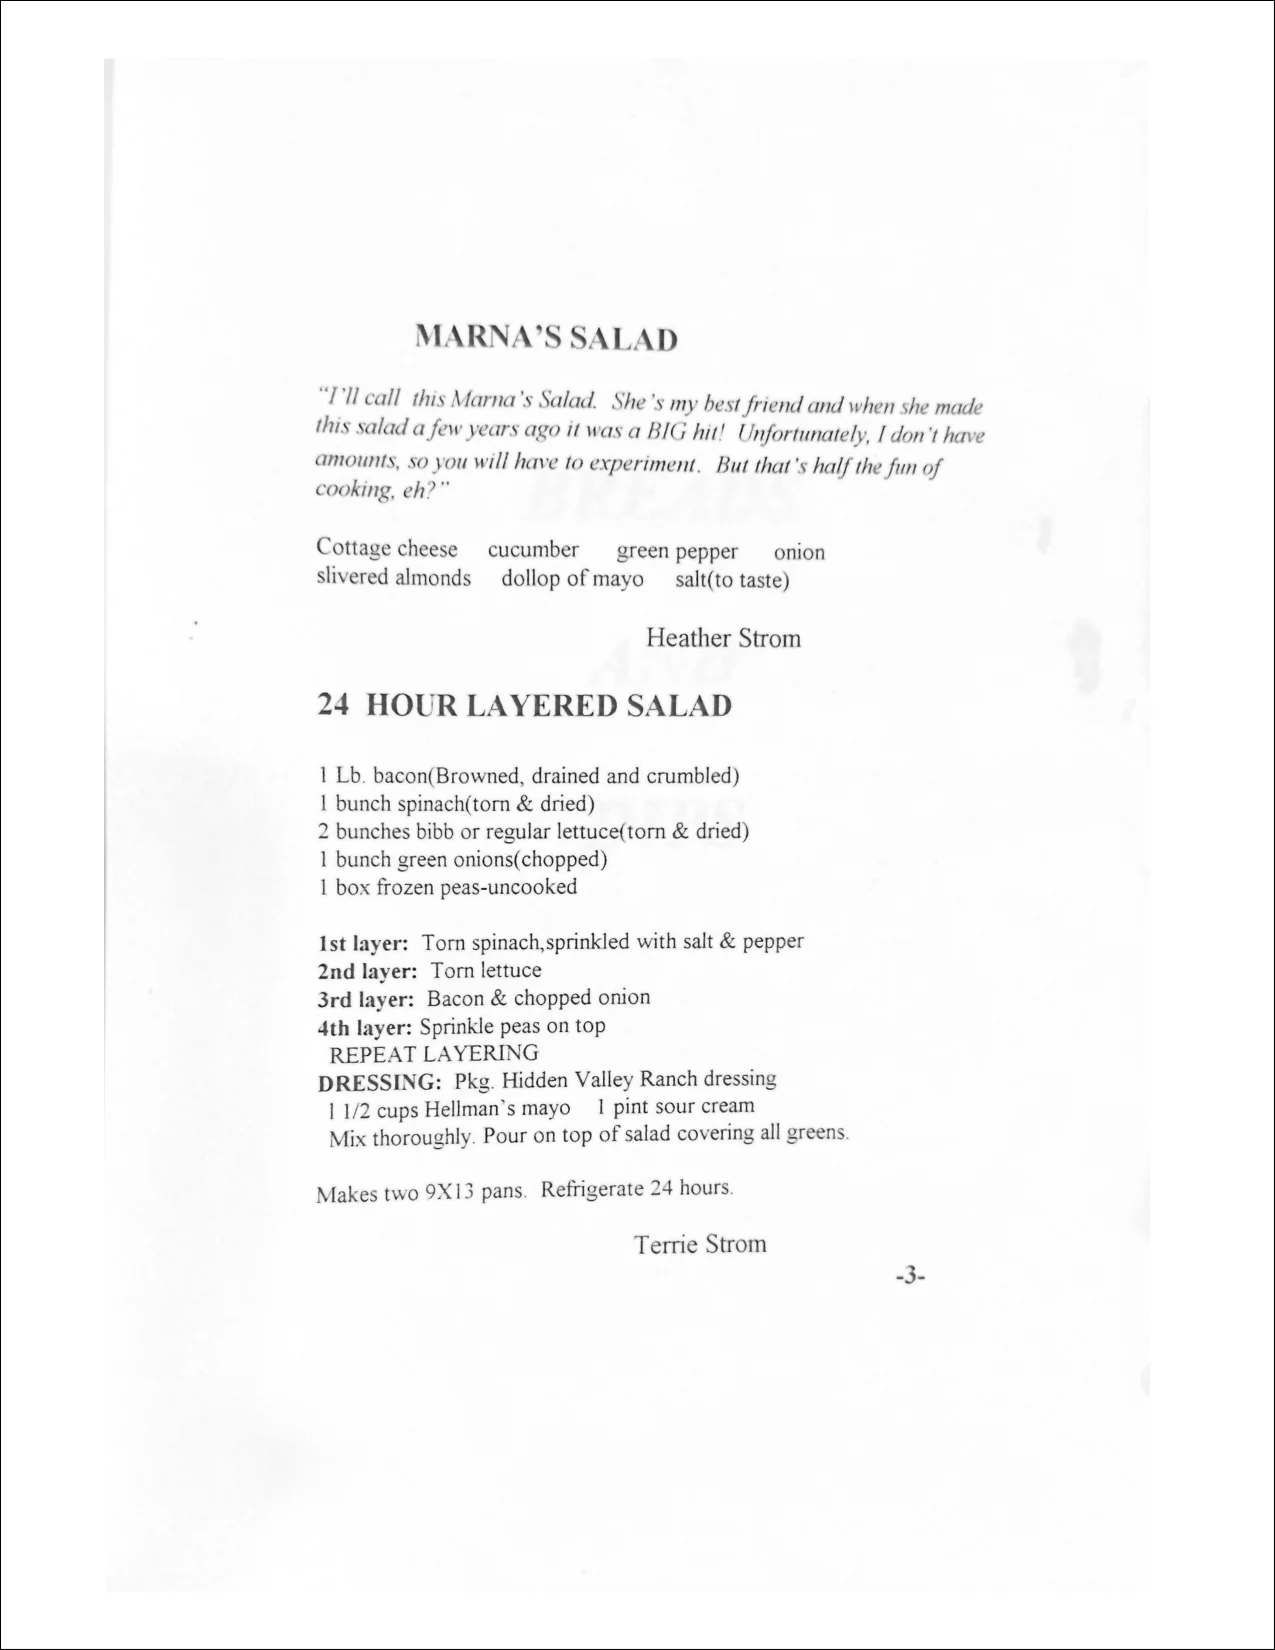 MARNA'S SALAD
"I'll call this Marna's Salad. She's my best friend and when she made
this salad a few years ago it was a BIG hit! Unfortunately, I don't have
amounts, so you will have to experiment. But that's half the fun of
cooking, eh?"
Cottage cheese cucumber green pepper onion
slivered almonds dollop of mayo salt(to taste)
Heather Strom
24 HOUR LAYERED SALAD
1 Lb. bacon(Browned, drained and crumbled)
1 bunch spinach(torn & dried)
2 bunches bibb or regular lettuce(torn & dried)
1 bunch green onions(chopped)
1 box frozen peas-uncooked
1st layer: Torn spinach,sprinkled with salt & pepper
2nd layer: Torn lettuce
3rd layer: Bacon & chopped onion
4th layer: Sprinkle peas on top
REPEAT LAYERING
DRESSING: Pkg. Hidden Valley Ranch dressing
1 1/2 cups Hellman's mayo 1 pint sour cream
Mix thoroughly. Pour on top of salad covering all greens.
Makes two 9X13 pans. Refrigerate 24 hours.
Terrie Strom
-3-